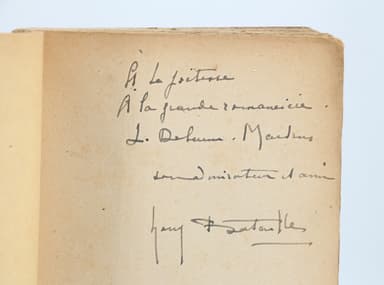 À la poétesse
À la grande romancière.
L. Delarue-Mardrus
son admirateur et ami
Henry Bataille